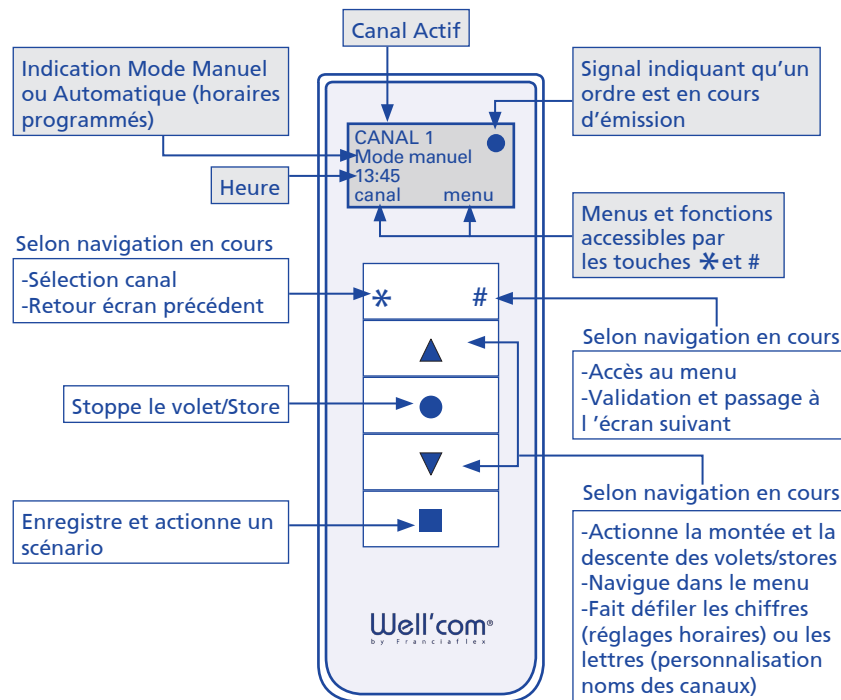 Canal Actif
Indication Mode Manuel
ou Automatique (horaires
programmés)
Signal indiquant qu'un
ordre est en cours
d'émission
CANAL 1
Mode manuel
13:45
canal menu
Heure
Menus et fonctions
accessibles par
les touches * et #
Selon navigation en cours
-Sélection canal
-Retour écran précédent
* #
Selon navigation en cours
-Accès au menu
-Validation et passage à
l 'écran suivant
Stoppe le volet/Store
Enregistre et actionne un
scénario
Selon navigation en cours
-Actionne la montée et la
descente des volets/stores
-Navigue dans le menu
-Fait défiler les chiffres
(réglages horaires) ou les
lettres (personnalisation
noms des canaux)
Well'com®
by Franciaflex